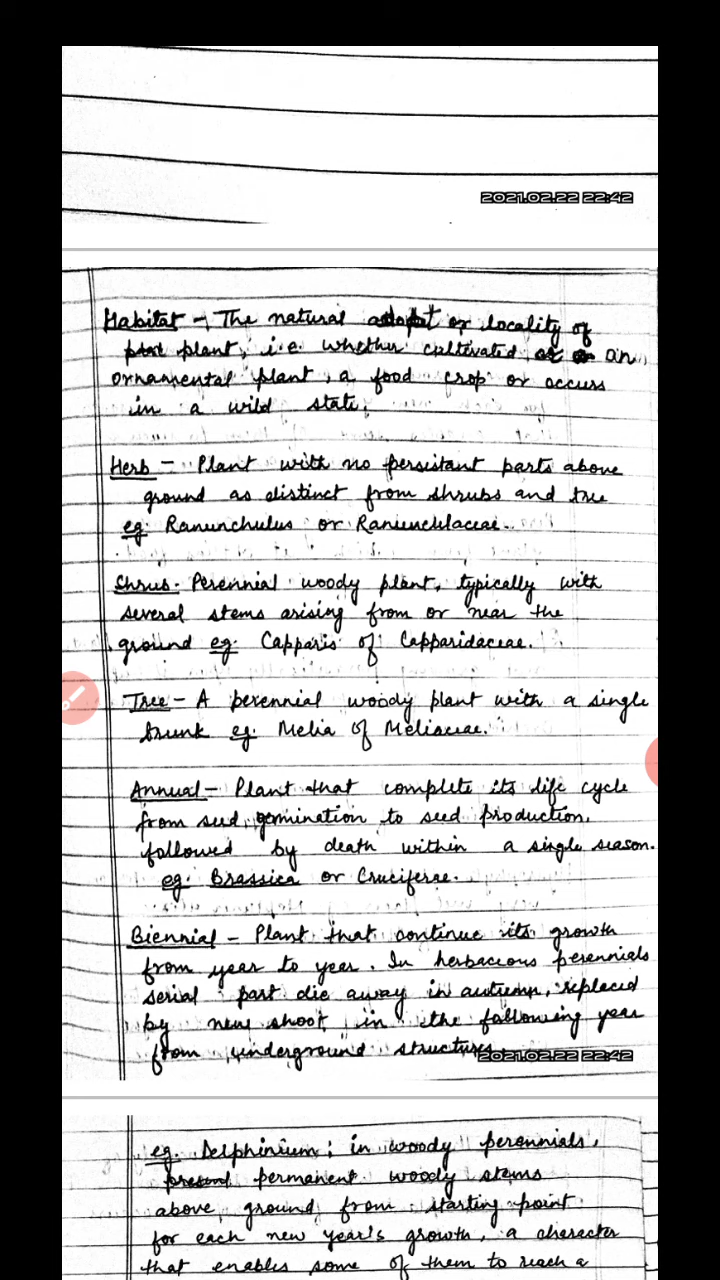 2021.02.22 22:42
Habitat - The natural or locality of
plant, i.e. whether cultivated an
ornamental plant, a food crop or occurs
in a wild state.
Herb - Plant with no persistant parts above
ground as distinct from shrubs and tree
eg. Ranunchulus or Ranunculaceae.
Shrub. Perennial woody plant, typically with
several stems arising from or near the
ground eg. Capparis of Capparidaceae.
Tree - A perennial woody plant with a single
trunk eg. Melia of Meliaceae.
Annual - Plant that complete its life cycle
from seed, germination to seed production,
followed by death within a single season.
eg. Brassica or Cruciferae.
Biennial - Plant that continue its growth
from year to year. In herbacious perennials
aerial part die away in autumn, replaced
by new shoot in the following year
from underground structures.
2021.02.22 22:42
eg. Delphinium; in woody perennials,
permanent woody stems
above ground from starting point
for each new year's growth, a character
that enables some of them to reach a